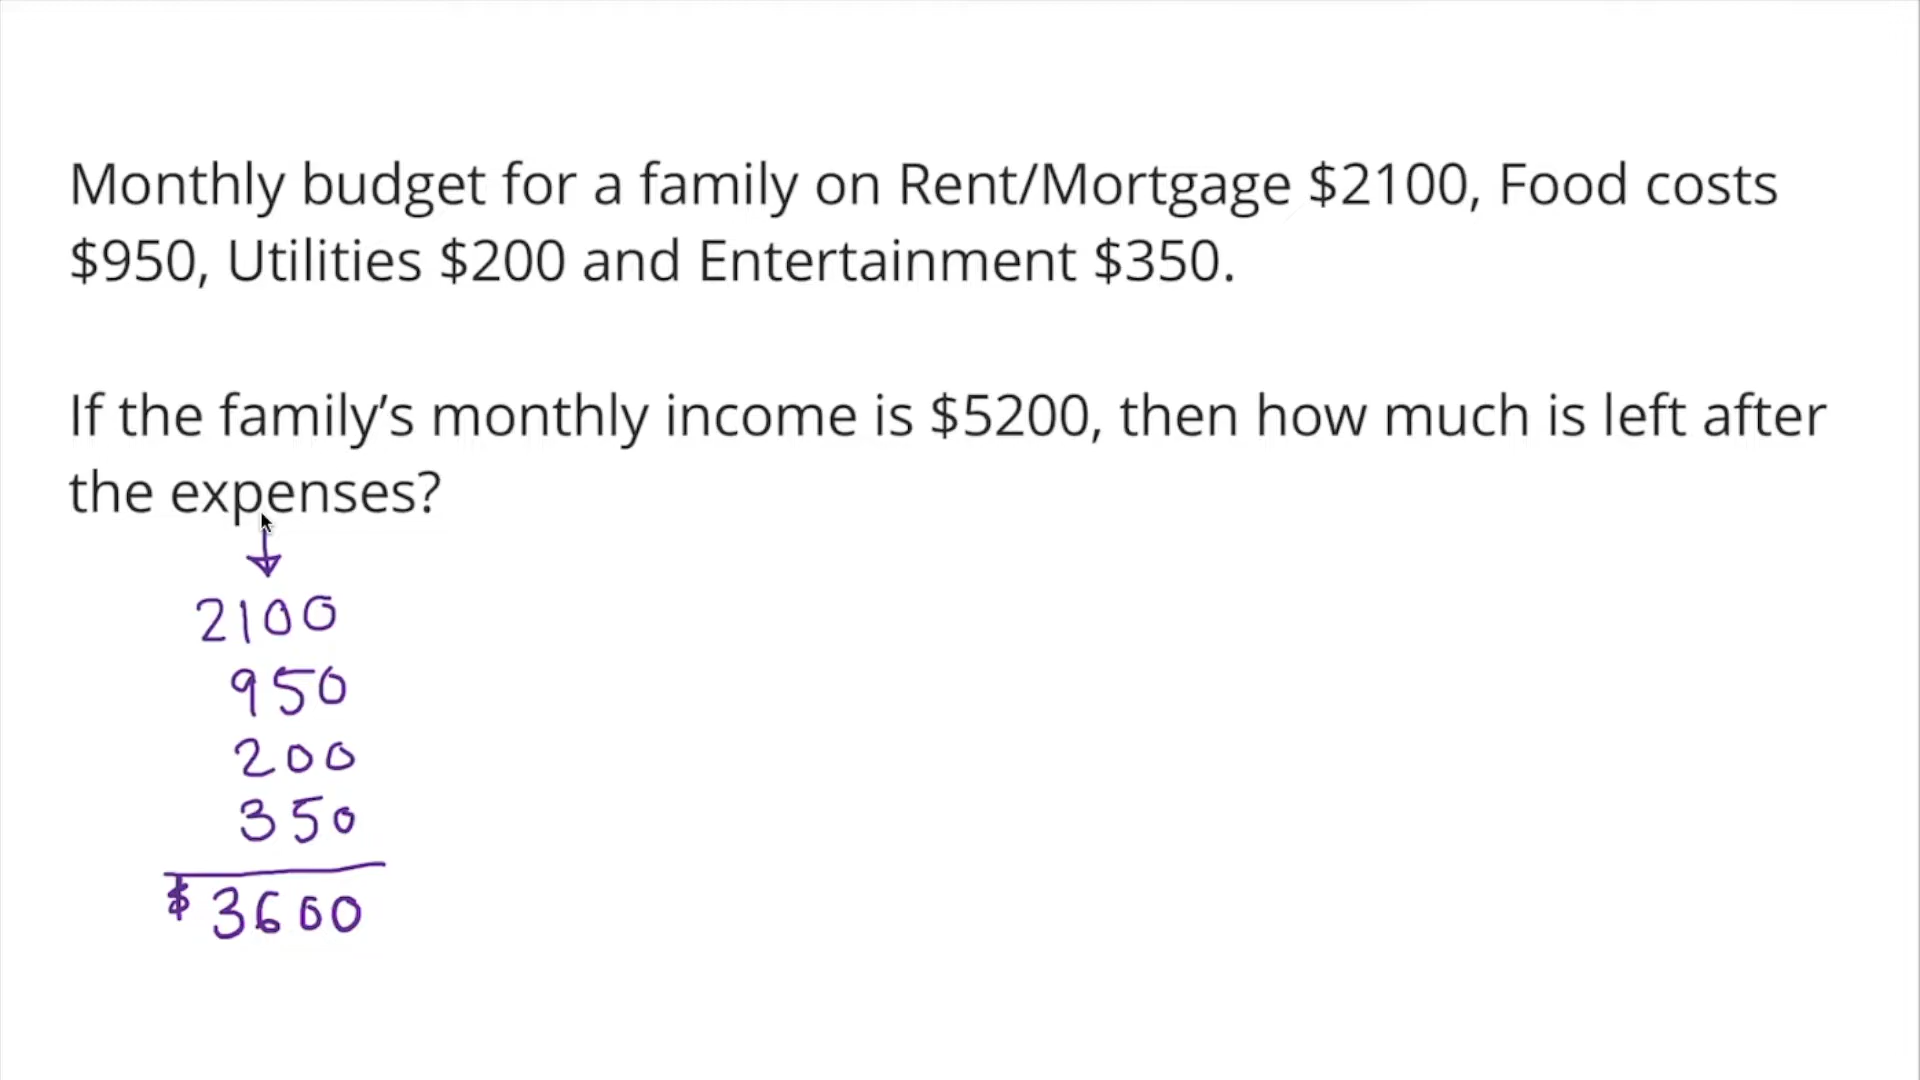 Monthly budget for a family on Rent/Mortgage $2100, Food costs
$950, Utilities $200 and Entertainment $350.
If the family’s monthly income is $5200, then how much is left after
the expenses?
2100
950
200
350
$3600